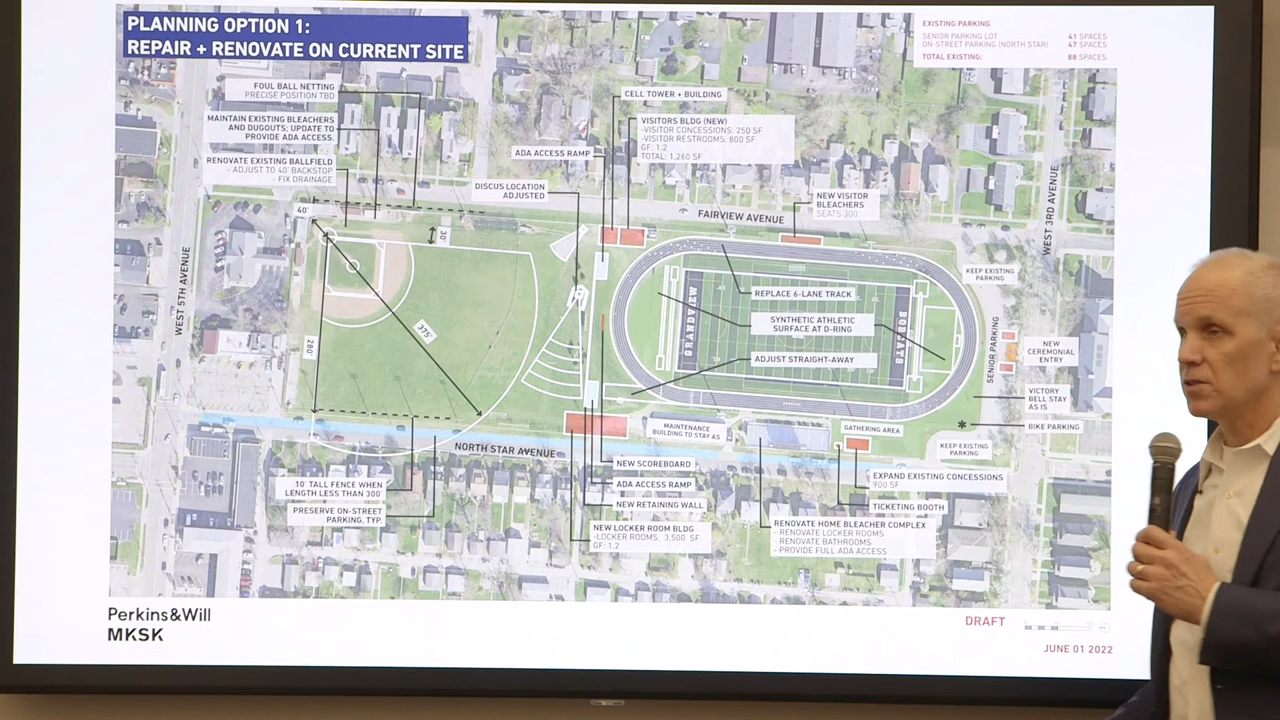 PLANNING OPTION 1:
REPAIR + RENOVATE ON CURRENT SITE
EXISTING PARKING
SENIOR PARKING LOT 41 SPACES
ON-STREET PARKING (NORTH STAR) 47 SPACES
TOTAL EXISTING: 88 SPACES
FOUL BALL NETTING
PRECISE POSITION TBD
MAINTAIN EXISTING BLEACHERS
AND DUGOUTS; UPDATE TO
PROVIDE ADA ACCESS.
RENOVATE EXISTING BALLFIELD
- ADJUST TO 40' BACKSTOP
- FIX DRAINAGE
CELL TOWER + BUILDING
VISITORS BLDG (NEW)
-VISITOR CONCESSIONS: 250 SF
-VISITOR RESTROOMS: 800 SF
GF: 1.2
TOTAL: 1,260 SF
ADA ACCESS RAMP
DISCUS LOCATION
ADJUSTED
NEW VISITOR
BLEACHERS
SEATS 300
FAIRVIEW AVENUE
WEST 3RD AVENUE
WEST 5TH AVENUE
40'
30'
375'
280'
KEEP EXISTING
PARKING
REPLACE 6-LANE TRACK
SYNTHETIC ATHLETIC
SURFACE AT D-RING
ADJUST STRAIGHT-AWAY
GRANDVIEW
BOBCATS
SENIOR PARKING
NEW
CEREMONIAL
ENTRY
VICTORY
BELL STAY
AS IS
BIKE PARKING
KEEP EXISTING
PARKING
MAINTENANCE
BUILDING TO STAY AS
GATHERING AREA
NORTH STAR AVENUE
NEW SCOREBOARD
ADA ACCESS RAMP
NEW RETAINING WALL
NEW LOCKER ROOM BLDG
-LOCKER ROOMS: 3,500 SF
GF: 1.2
10' TALL FENCE WHEN
LENGTH LESS THAN 300'
PRESERVE ON-STREET
PARKING, TYP.
EXPAND EXISTING CONCESSIONS
900 SF
TICKETING BOOTH
RENOVATE HOME BLEACHER COMPLEX
- RENOVATE LOCKER ROOMS
- RENOVATE BATHROOMS
- PROVIDE FULL ADA ACCESS
Perkins&Will
MKSK
DRAFT
JUNE 01 2022